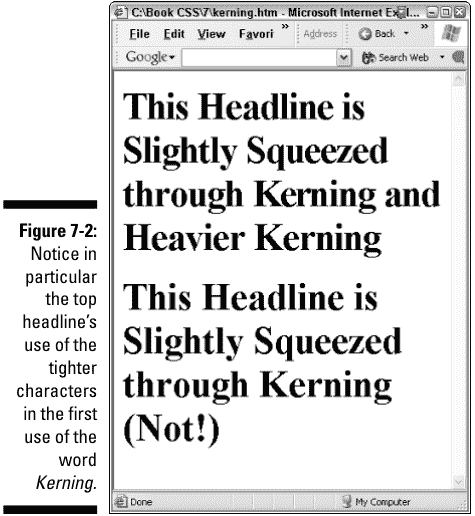 C:\Book CSS\7\kerning.htm - Microsoft Internet Ex
File Edit View Favori » Address Back »
Google Search Web
This Headline is
Slightly Squeezed
through Kerning and
Heavier Kerning
This Headline is
Slightly Squeezed
through Kerning
(Not!)
Done My Computer
Figure 7-2:
Notice in
particular
the top
headline's
use of the
tighter
characters
in the first
use of the
word
Kerning.